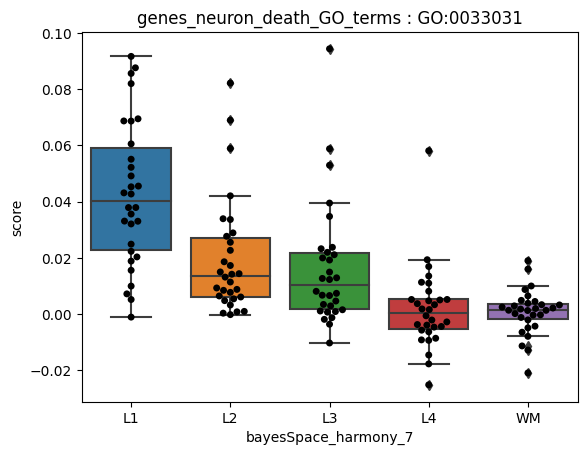 genes_neuron_death_GO_terms : GO:0033031
0.10
0.08
0.06
0.04
0.02
0.00
−0.02
score
L1 L2 L3 L4 WM
bayesSpace_harmony_7